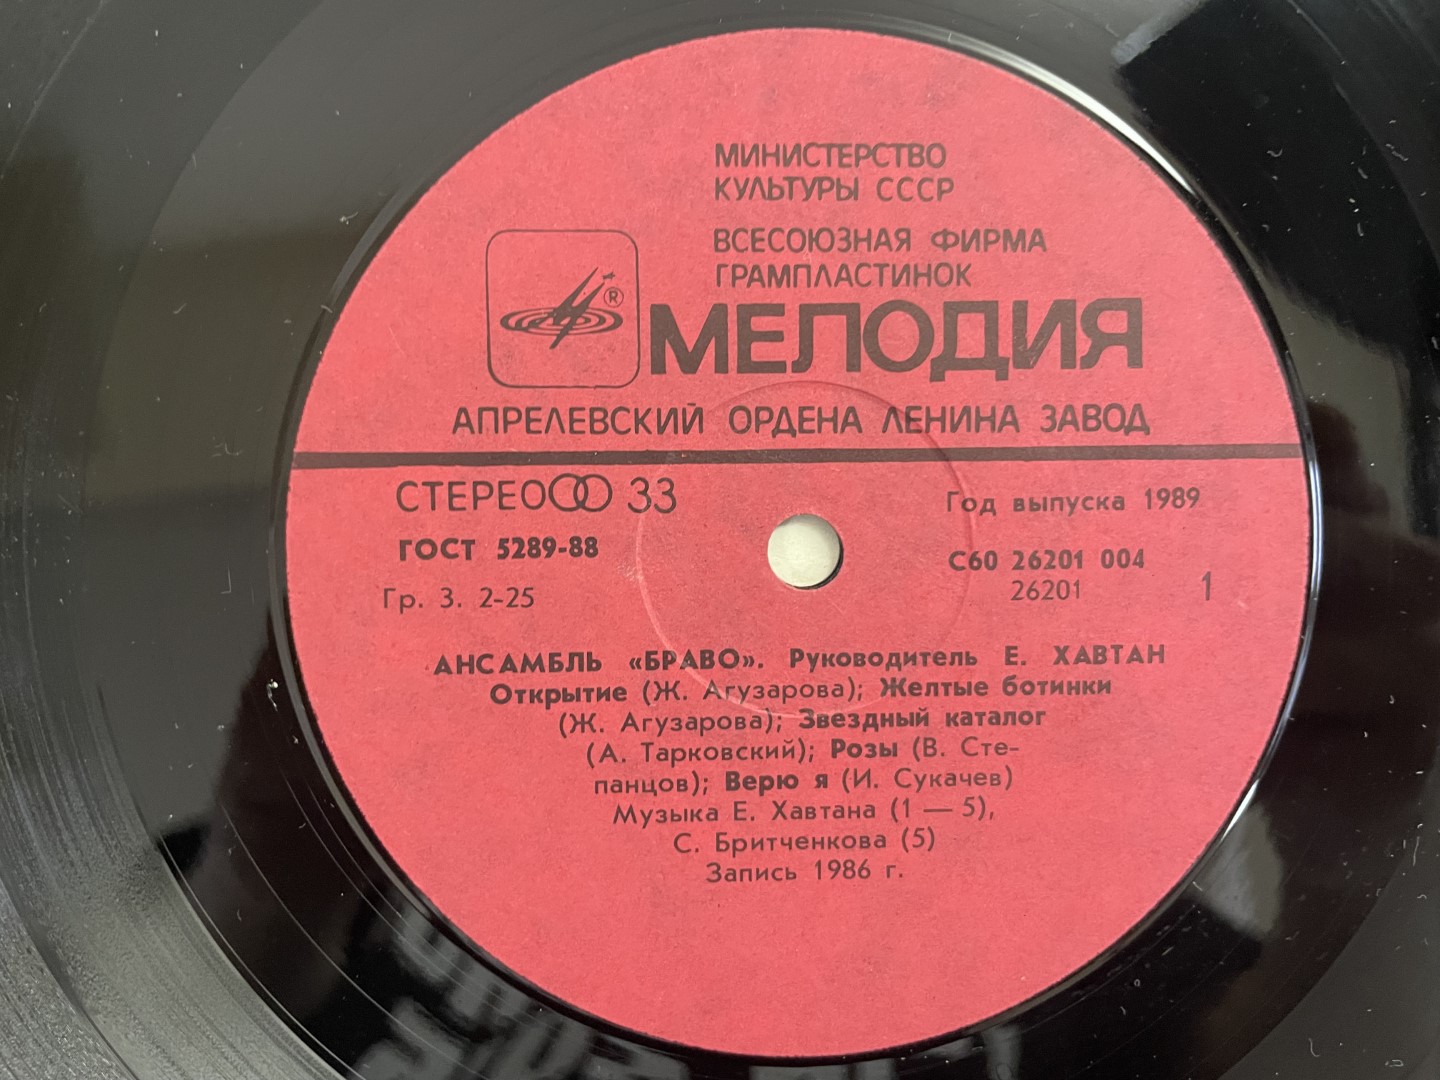 МИНИСТЕРСТВО
КУЛЬТУРЫ СССР
ВСЕСОЮЗНАЯ ФИРМА
ГРАМПЛАСТИНОК
®
МЕЛОДИЯ
АПРЕЛЕВСКИЙ ОРДЕНА ЛЕНИНА ЗАВОД
СТЕРЕО 33
Год выпуска 1989
ГОСТ 5289-88
С60 26201 004
Гр. 3. 2-25
26201
1
АНСАМБЛЬ «БРАВО». Руководитель Е. ХАВТАН
Открытие (Ж. Агузарова); Желтые ботинки
(Ж. Агузарова); Звездный каталог
(А. Тарковский); Розы (В. Сте-
панцов); Верю я (И. Сукачев)
Музыка Е. Хавтана (1 — 5),
С. Бритченкова (5)
Запись 1986 г.